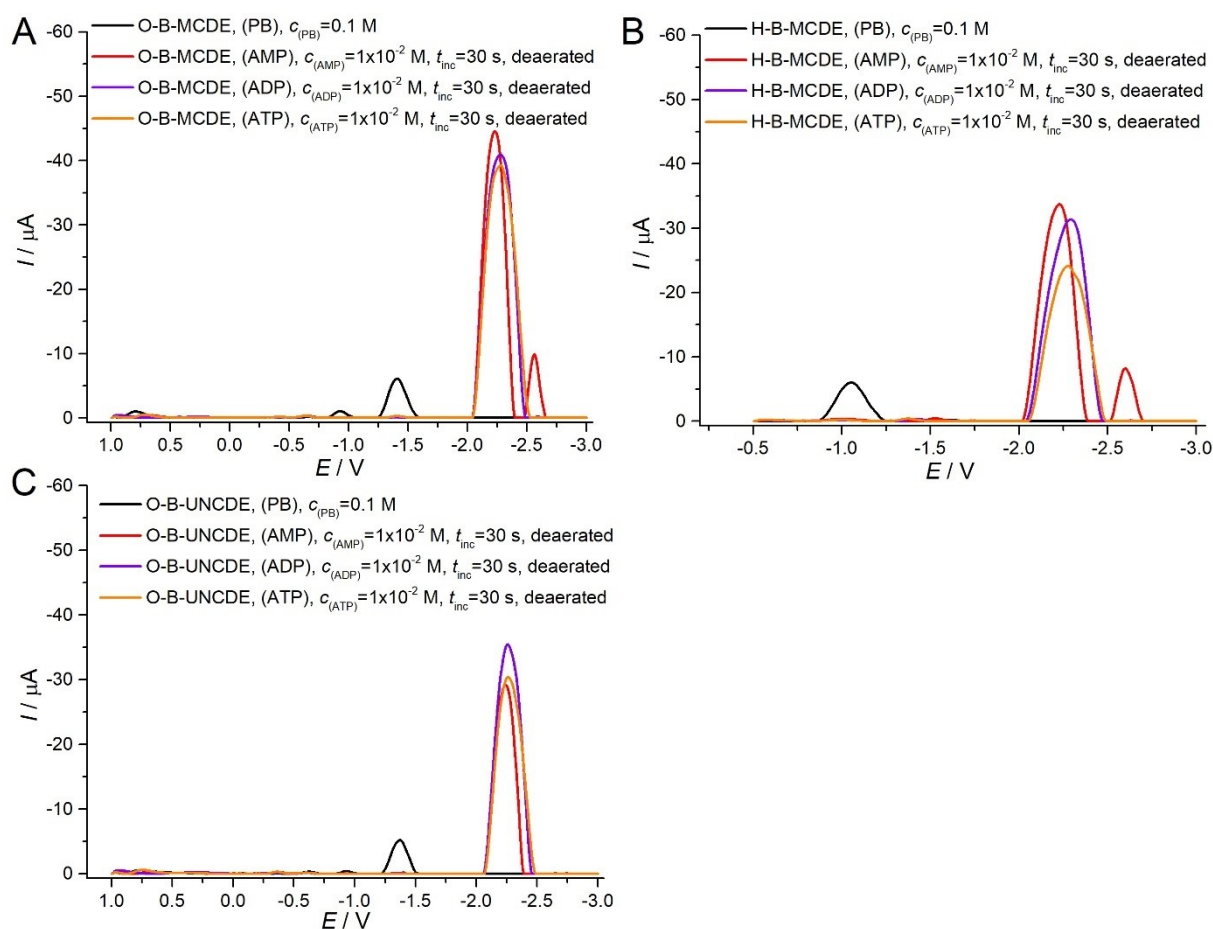 A
O-B-MCDE, (PB), c(PB)=0.1 M
O-B-MCDE, (AMP), c(AMP)=1x10-2 M, tinc=30 s, deaerated
O-B-MCDE, (ADP), c(ADP)=1x10-2 M, tinc=30 s, deaerated
O-B-MCDE, (ATP), c(ATP)=1x10-2 M, tinc=30 s, deaerated
-60
-50
-40
-30
-20
-10
0
I / µA
1.0 0.5 0.0 -0.5 -1.0 -1.5 -2.0 -2.5 -3.0
E / V
B
H-B-MCDE, (PB), c(PB)=0.1 M
H-B-MCDE, (AMP), c(AMP)=1x10-2 M, tinc=30 s, deaerated
H-B-MCDE, (ADP), c(ADP)=1x10-2 M, tinc=30 s, deaerated
H-B-MCDE, (ATP), c(ATP)=1x10-2 M, tinc=30 s, deaerated
-60
-50
-40
-30
-20
-10
0
I / µA
-0.5 -1.0 -1.5 -2.0 -2.5 -3.0
E / V
C
O-B-UNCDE, (PB), c(PB)=0.1 M
O-B-UNCDE, (AMP), c(AMP)=1x10-2 M, tinc=30 s, deaerated
O-B-UNCDE, (ADP), c(ADP)=1x10-2 M, tinc=30 s, deaerated
O-B-UNCDE, (ATP), c(ATP)=1x10-2 M, tinc=30 s, deaerated
-60
-50
-40
-30
-20
-10
0
I / µA
1.0 0.5 0.0 -0.5 -1.0 -1.5 -2.0 -2.5 -3.0
E / V